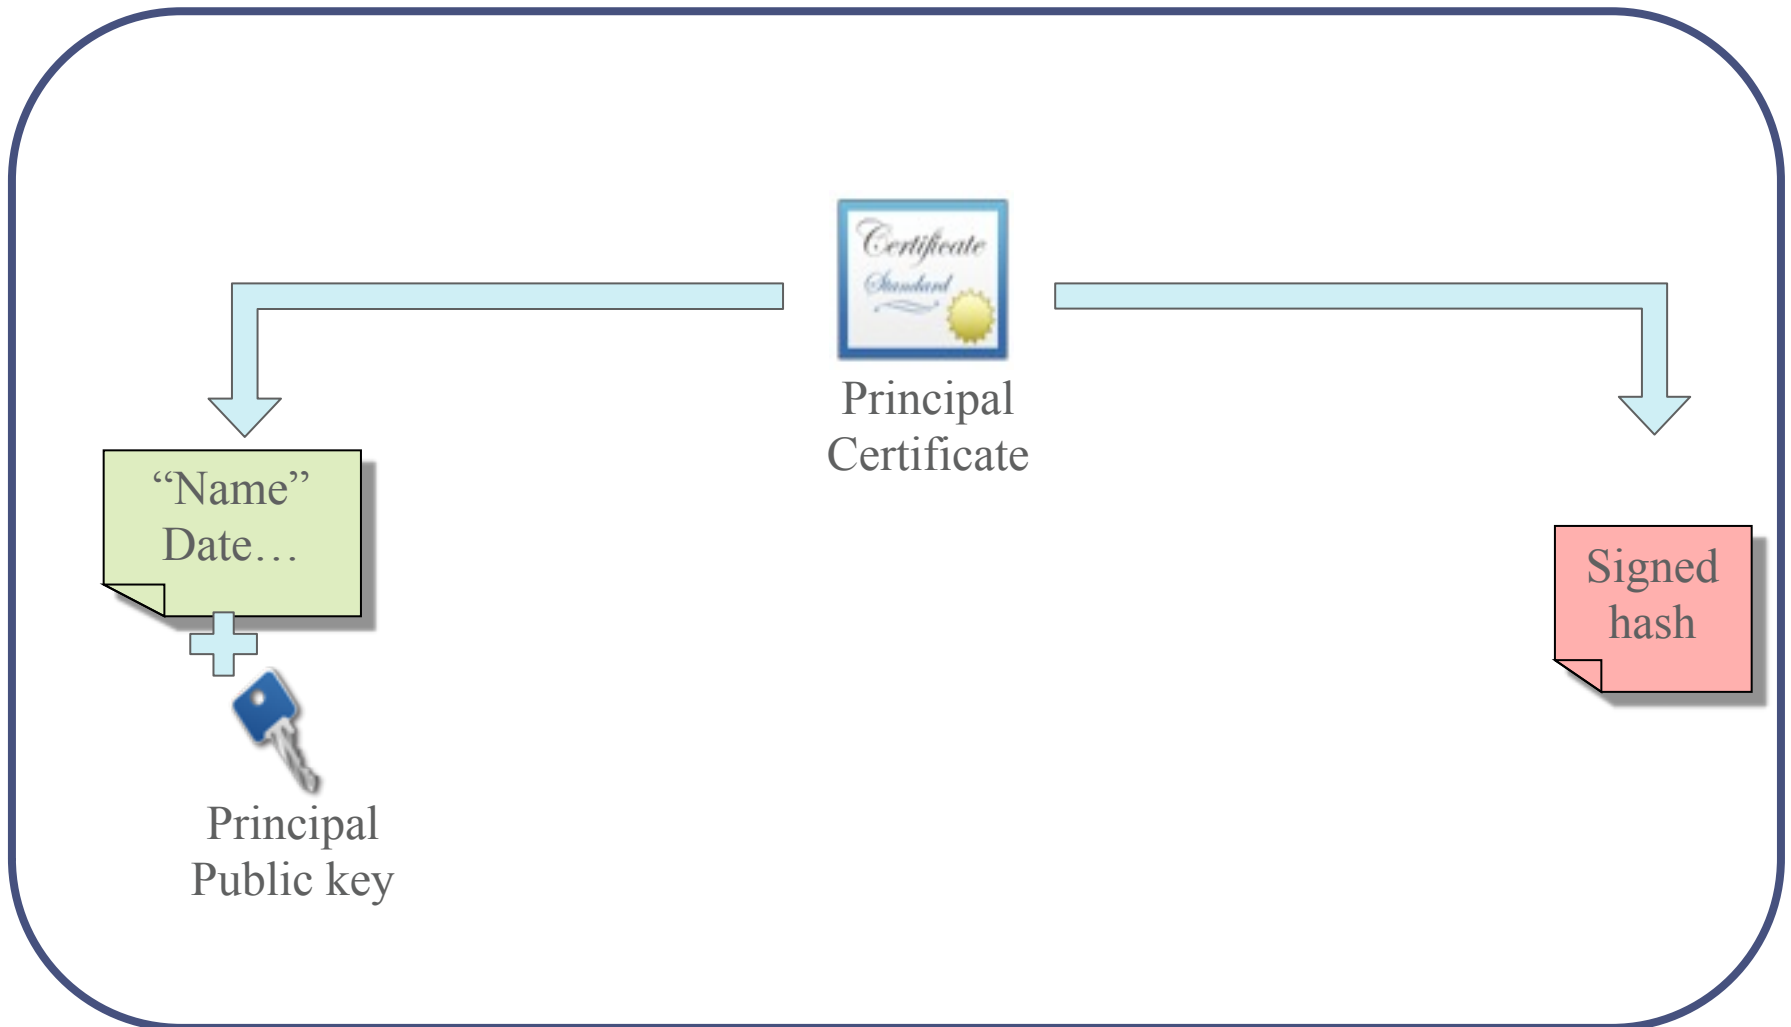 Certificate
Standard
Principal
Certificate
“Name”
Date…
Signed
hash
Principal
Public key